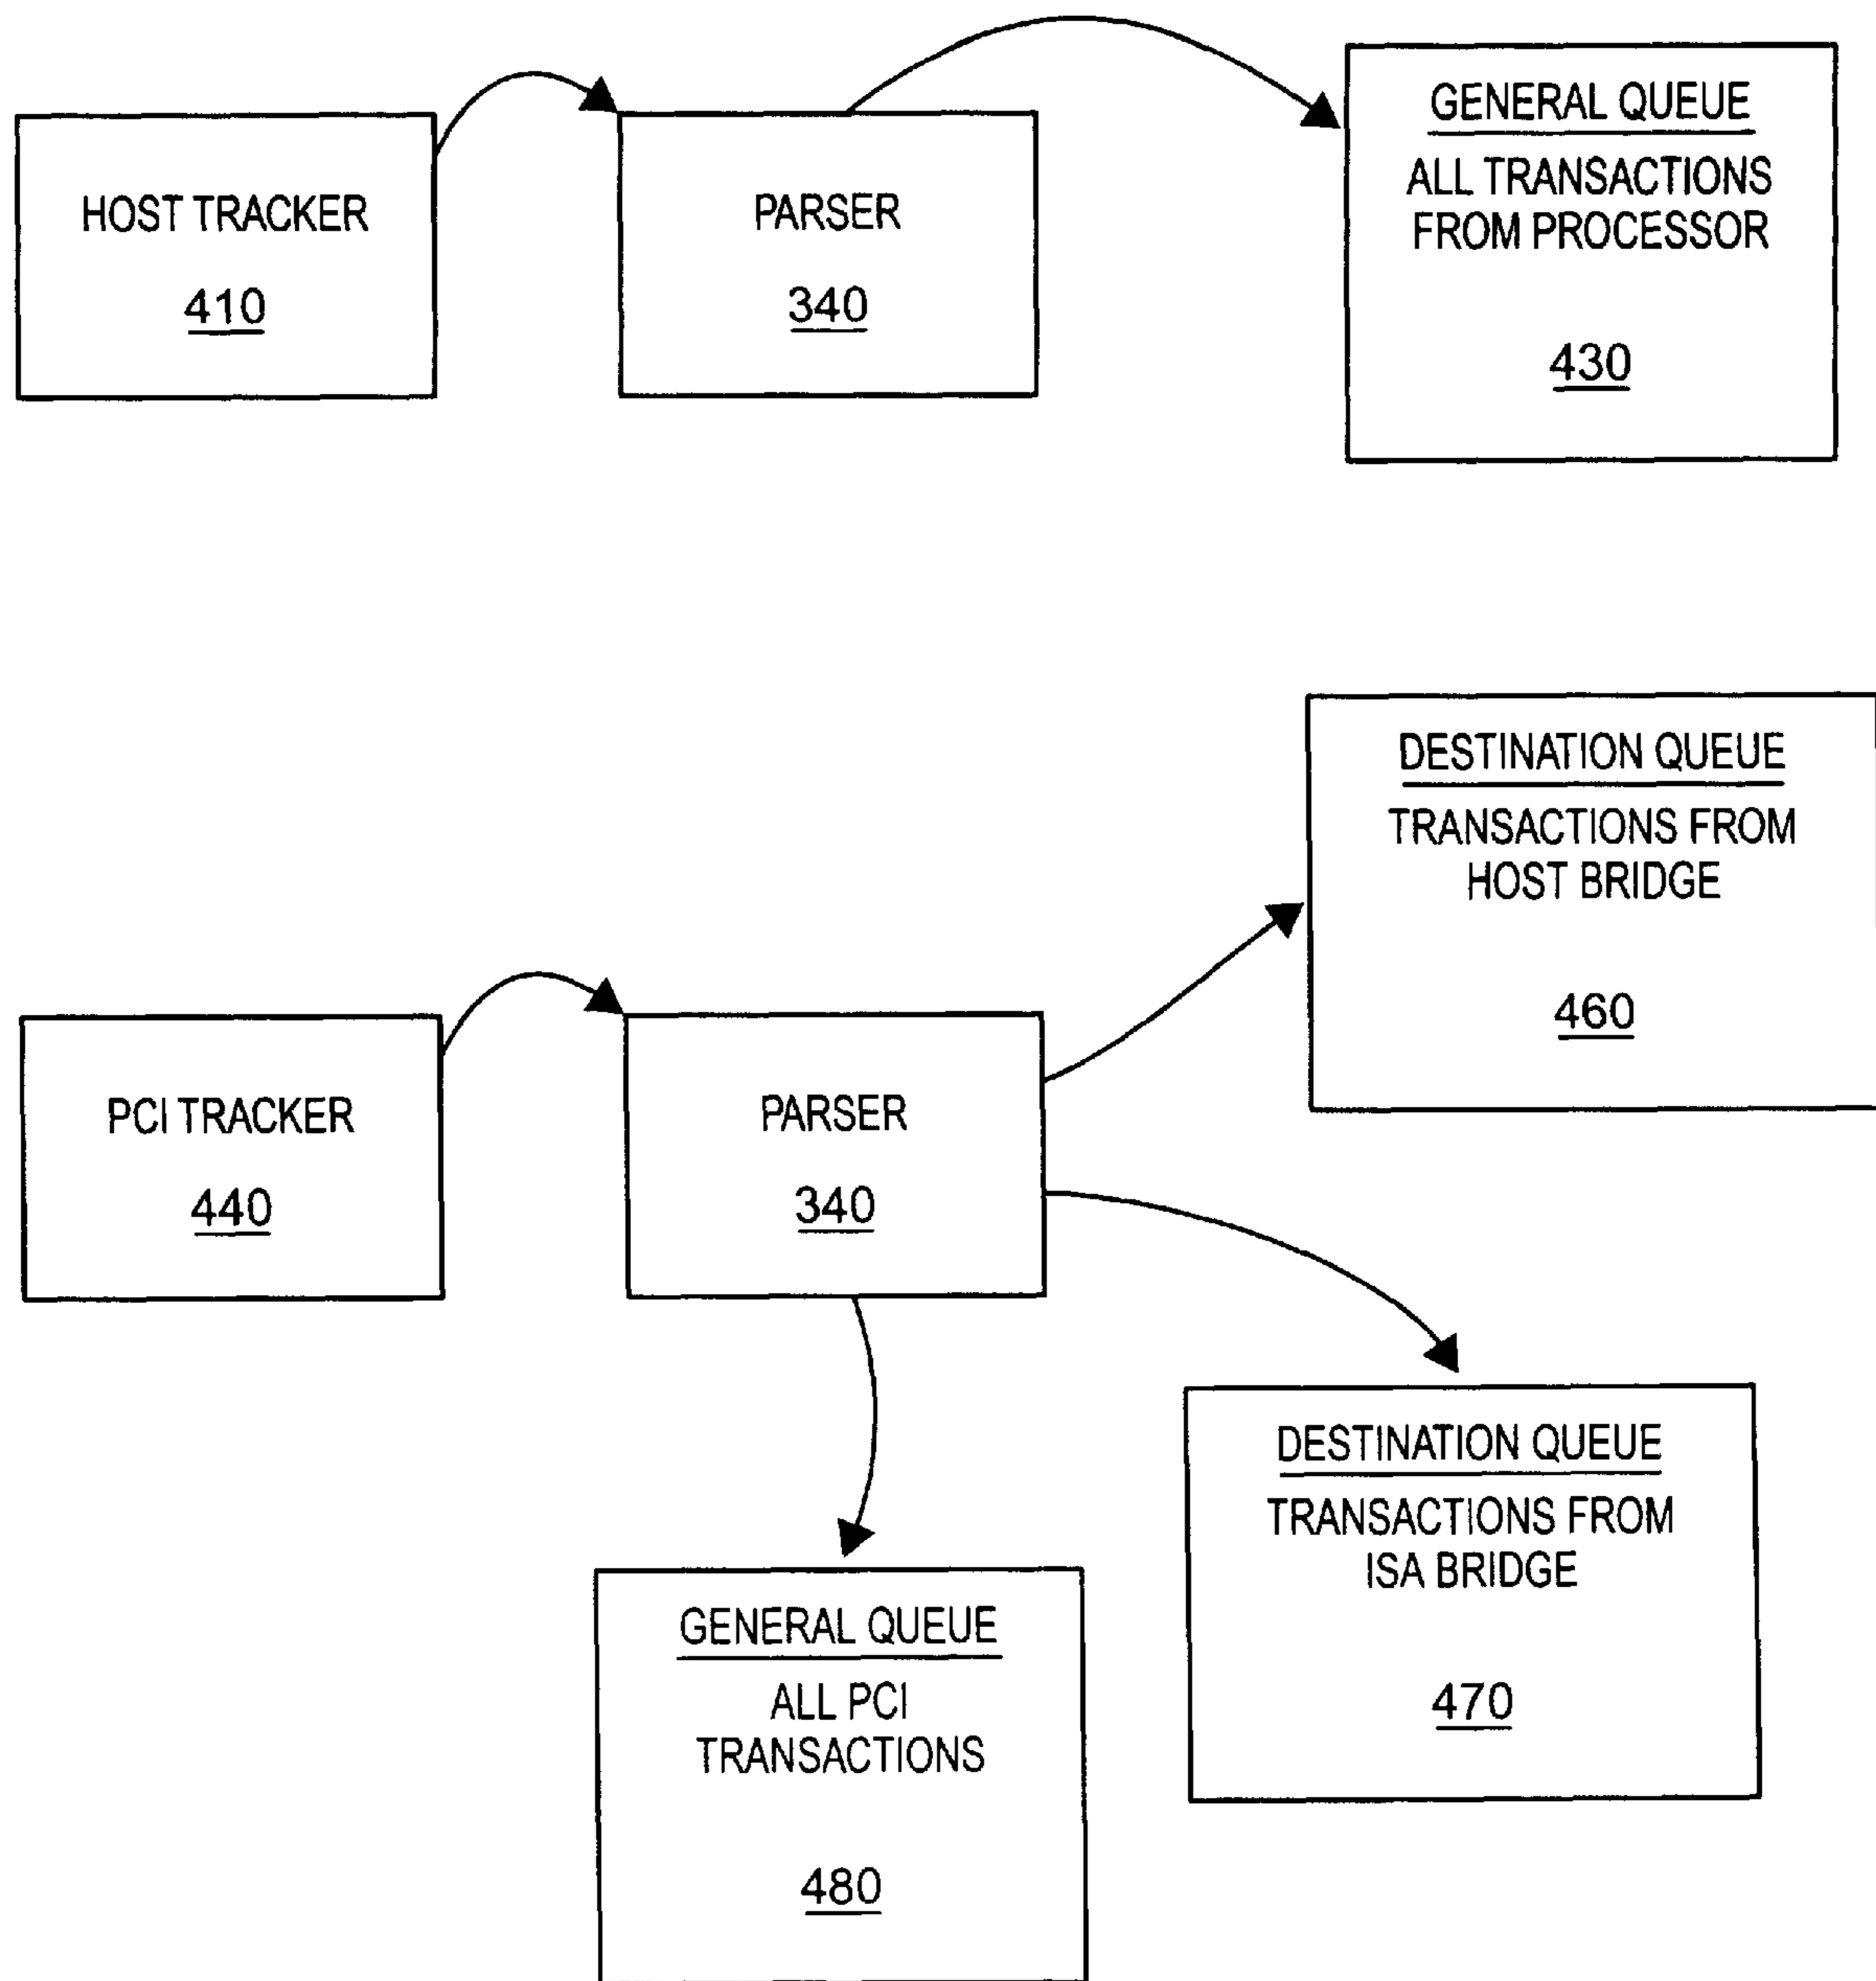 HOST TRACKER
410
PARSER
340
GENERAL QUEUE
ALL TRANSACTIONS
FROM PROCESSOR
430
DESTINATION QUEUE
TRANSACTIONS FROM
HOST BRIDGE
460
PCI TRACKER
440
PARSER
340
DESTINATION QUEUE
TRANSACTIONS FROM
ISA BRIDGE
470
GENERAL QUEUE
ALL PCI
TRANSACTIONS
480